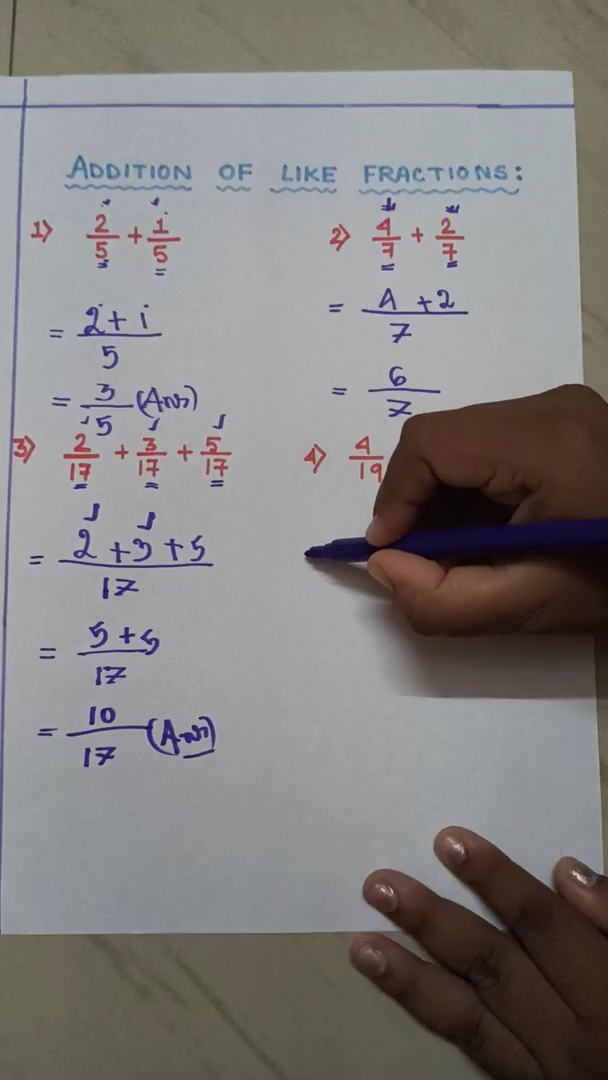 ADDITION OF LIKE FRACTIONS:
1) 2/5 + 1/5
= 2+1/5
= 3/5 (Ans)
2) 4/7 + 2/7
= 4+2/7
= 6/7
3) 2/17 + 3/17 + 5/17
= 2+3+5/17
= 5+5/17
= 10/17 (Ans)
4) 4/19